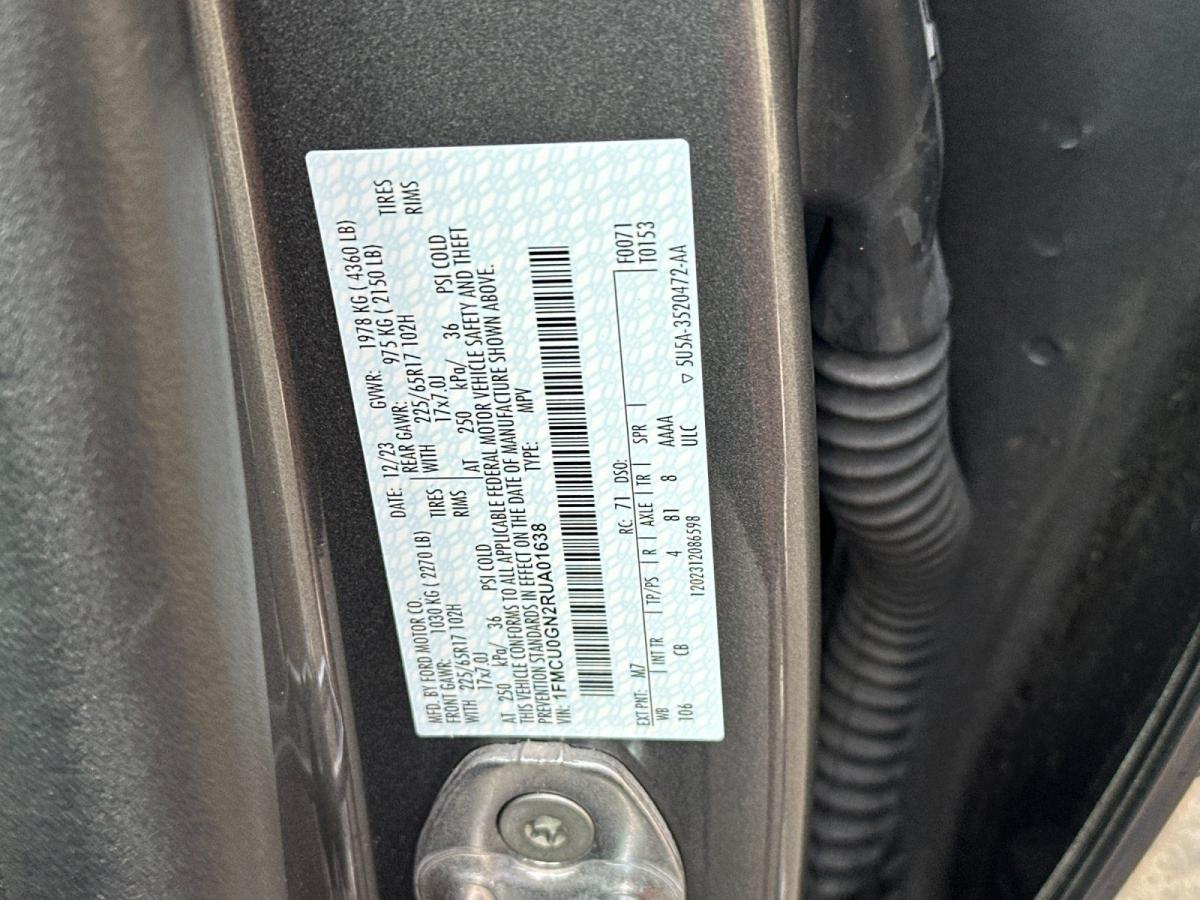 MFD. BY FORD MOTOR CO. DATE: 12/23 GVWR: 1978 KG ( 4360 LB)
FRONT GAWR: 1030 KG ( 2270 LB) REAR GAWR: 975 KG ( 2150 LB)
WITH 225/65R17 102H TIRES WITH 225/65R17 102H TIRES
17x7.0J RIMS 17x7.0J RIMS
AT 250 kPa/ 36 PSI COLD AT 250 kPa/ 36 PSI COLD
THIS VEHICLE CONFORMS TO ALL APPLICABLE FEDERAL MOTOR VEHICLE SAFETY AND THEFT
PREVENTION STANDARDS IN EFFECT ON THE DATE OF MANUFACTURE SHOWN ABOVE.
VIN: 1FMCU0GN2RUA01638 TYPE: MPV
F0071
EXT PNT: M7 RC: 71 DSO: T0153
WB INT TR TP/PS R AXLE TR SPR
106 CB 4 81 8 AAAA
ULC
1202312086598 ▽ 5U5A-3520472-AA